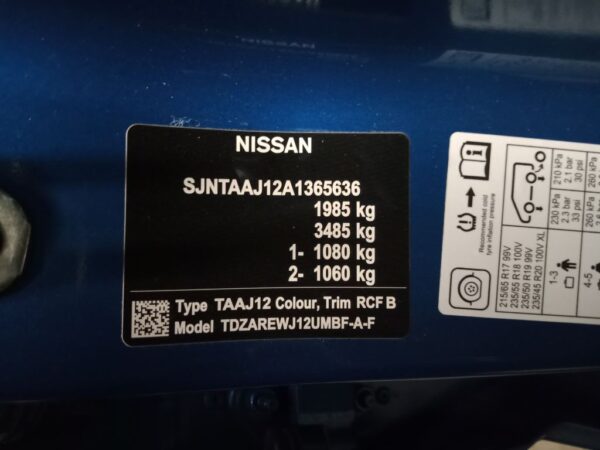 NISSAN
SJNTAAJ12A1365636
1985 kg
3485 kg
1- 1080 kg
2- 1060 kg
Type TAAJ12 Colour, Trim RCF B
Model TDZAREWJ12UMBF-A-F
Recommended cold
tyre inflation pressure
215/65 R17 99V
235/55 R18 100V
235/50 R19 99V
235/45 R20 100V XL
210 kPa
2.1 bar
30 psi
230 kPa
2.3 bar
33 psi
1-3
260 kPa
260 kPa
4-5